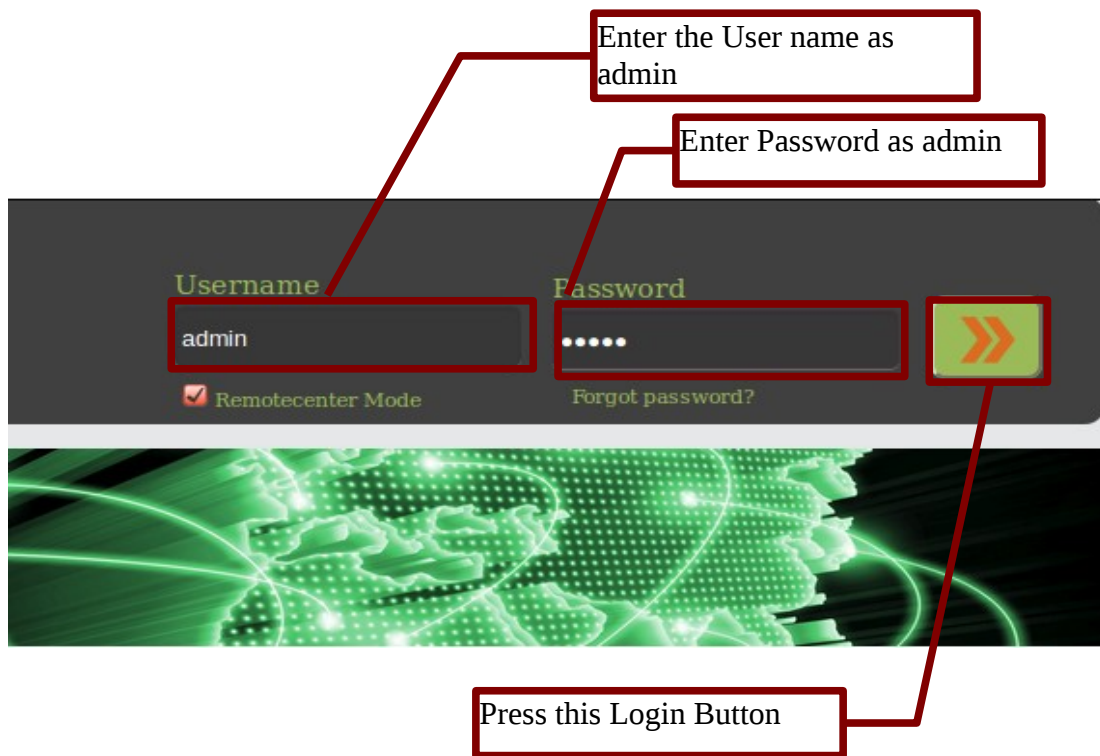 Enter the User name as
admin
Enter Password as admin
Username
Password
admin
•••••
Remotecenter Mode
Forgot password?
Press this Login Button